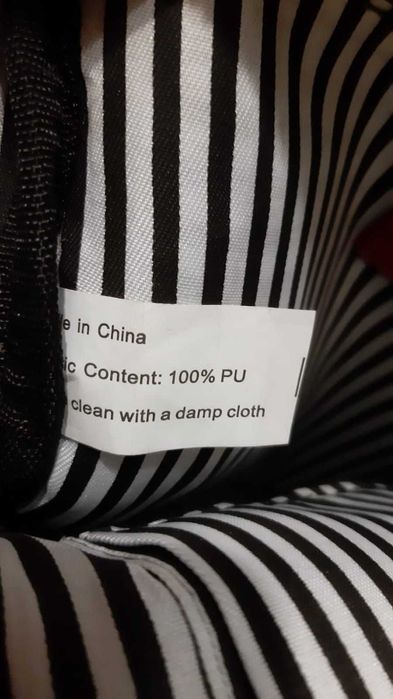 e in China
ic Content: 100% PU
clean with a damp cloth